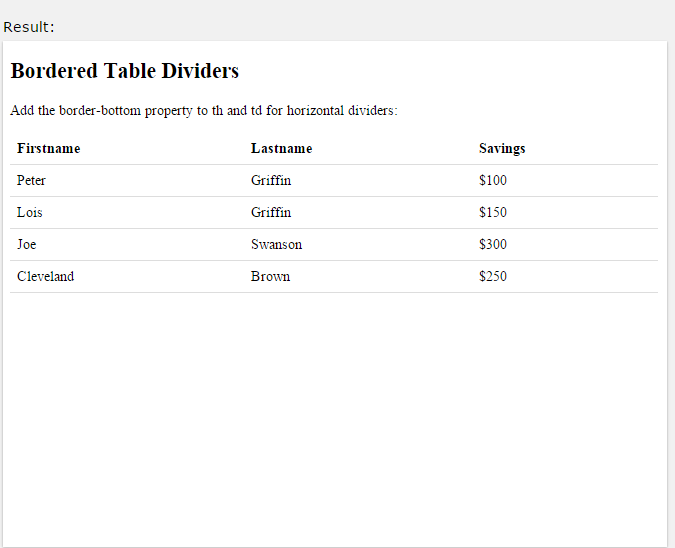 Result:
Bordered Table Dividers
Add the border-bottom property to th and td for horizontal dividers:
Firstname Lastname Savings
Peter Griffin $100
Lois Griffin $150
Joe Swanson $300
Cleveland Brown $250